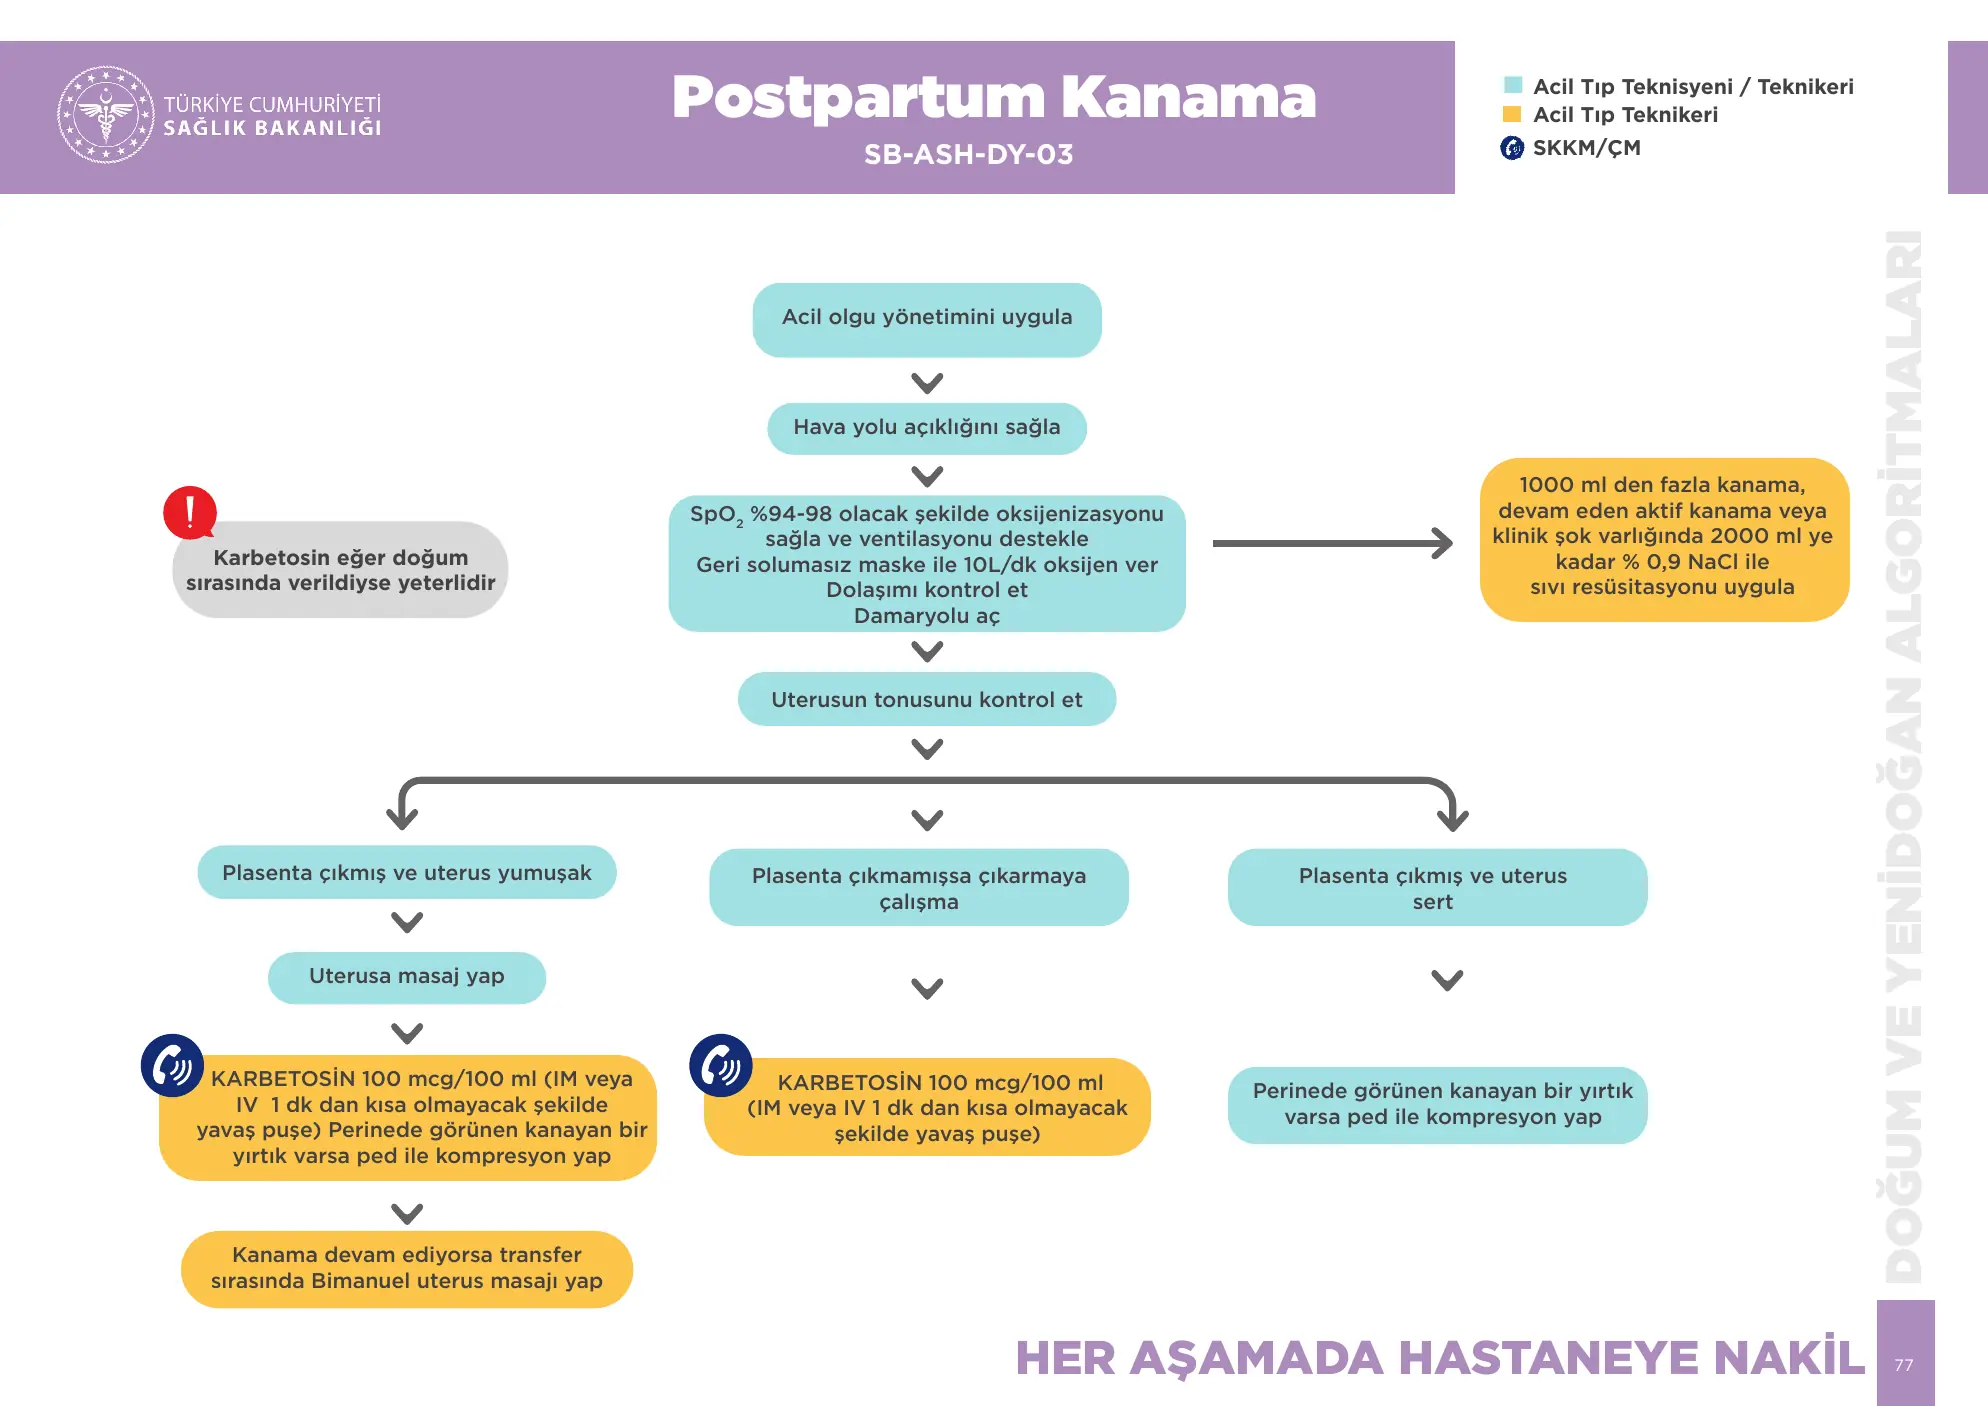 TÜRKİYE CUMHURİYETİ
SAĞLIK BAKANLIĞI
Postpartum Kanama
SB-ASH-DY-03
Acil Tıp Teknisyeni / Teknikeri
Acil Tıp Teknikeri
SKKM/ÇM
Acil olgu yönetimini uygula
Hava yolu açıklığını sağla
!
Karbetosin eğer doğum
sırasında verildiyse yeterlidir
SpO2 %94-98 olacak şekilde oksijenizasyonu
sağla ve ventilasyonu destekle
Geri solumasız maske ile 10L/dk oksijen ver
Dolaşımı kontrol et
Damaryolu aç
1000 ml den fazla kanama,
devam eden aktif kanama veya
klinik şok varlığında 2000 ml ye
kadar % 0,9 NaCl ile
sıvı resüsitasyonu uygula
Uterusun tonusunu kontrol et
Plasenta çıkmış ve uterus yumuşak
Uterusa masaj yap
KARBETOSİN 100 mcg/100 ml (IM veya
IV 1 dk dan kısa olmayacak şekilde
yavaş puşe) Perinede görünen kanayan bir
yırtık varsa ped ile kompresyon yap
Kanama devam ediyorsa transfer
sırasında Bimanuel uterus masajı yap
Plasenta çıkmamışsa çıkarmaya
çalışma
KARBETOSİN 100 mcg/100 ml
(IM veya IV 1 dk dan kısa olmayacak
şekilde yavaş puşe)
Plasenta çıkmış ve uterus
sert
Perinede görünen kanayan bir yırtık
varsa ped ile kompresyon yap
DOĞUM VE YENİDOĞAN ALGORİTMALARI
HER AŞAMADA HASTANEYE NAKİL
77